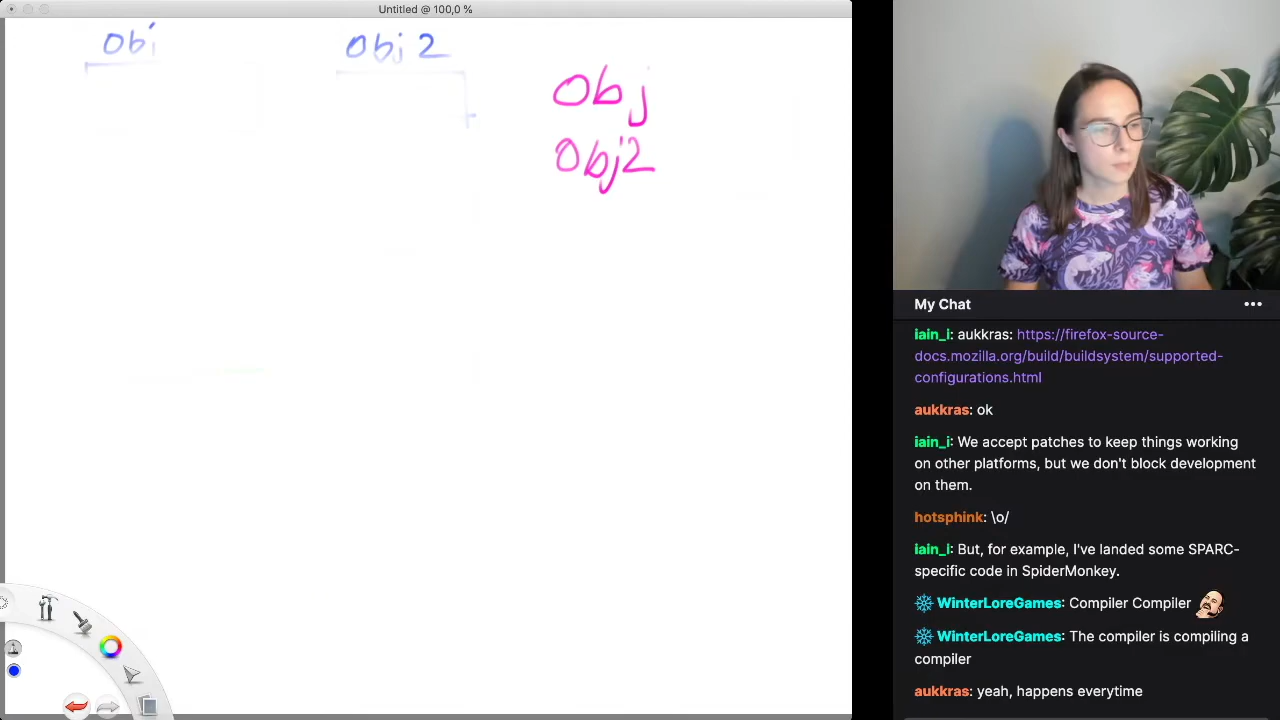 Untitled @ 100,0 %
Obj
Obj 2
Obj
Obj2
My Chat
iain_i: aukkras: https://firefox-source-
docs.mozilla.org/build/buildsystem/supported-
configurations.html
aukkras: ok
iain_i: We accept patches to keep things working
on other platforms, but we don't block development
on them.
hotsphink: \o/
iain_i: But, for example, I've landed some SPARC-
specific code in SpiderMonkey.
WinterLoreGames: Compiler Compiler
WinterLoreGames: The compiler is compiling a
compiler
aukkras: yeah, happens everytime